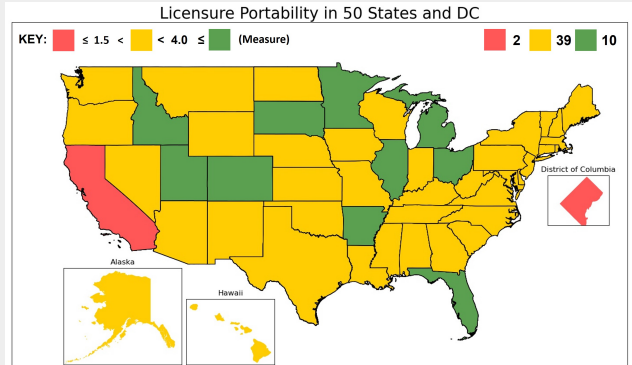 Licensure Portability in 50 States and DC
KEY: ≤ 1.5 < < 4.0 ≤ (Measure) 2 39 10
District of Columbia
Alaska
Hawaii